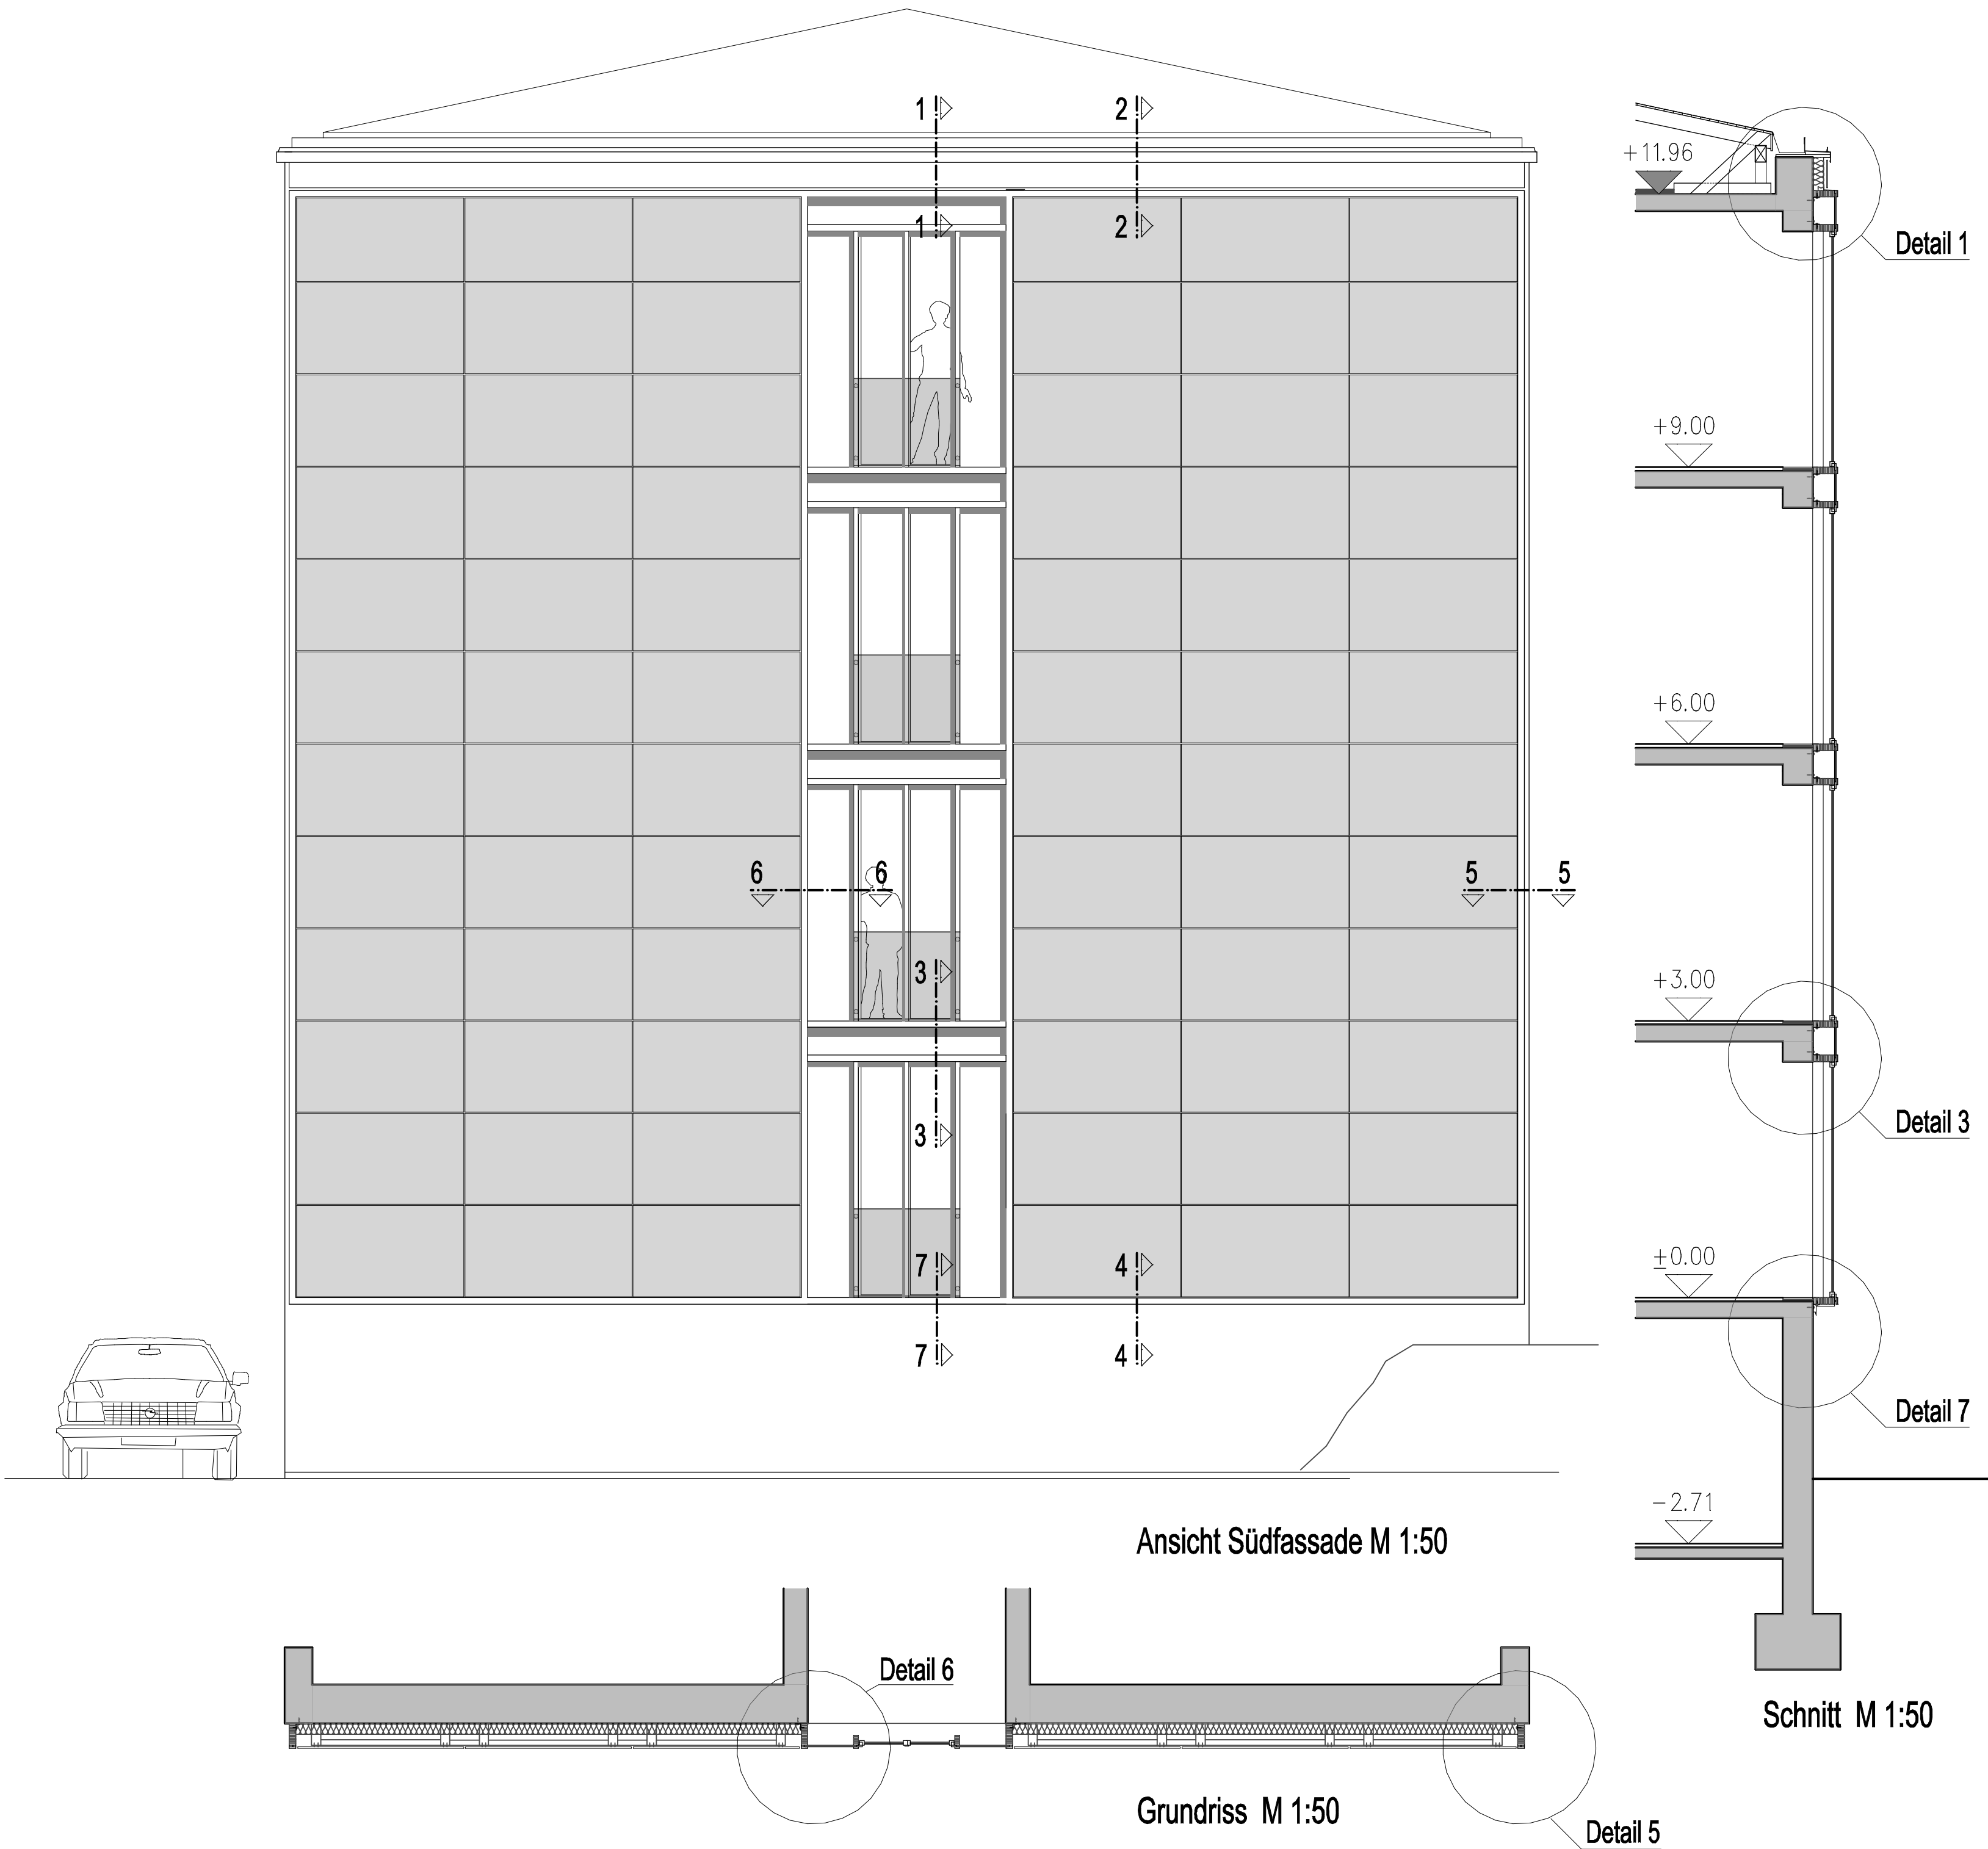 1 2
1 2
6 6 5 5
3
3
7 4
7 4
+11.96
Detail 1
+9.00
+6.00
+3.00
Detail 3
±0.00
Detail 7
-2.71
Ansicht Südfassade M 1:50
Schnitt M 1:50
Detail 6
Grundriss M 1:50
Detail 5